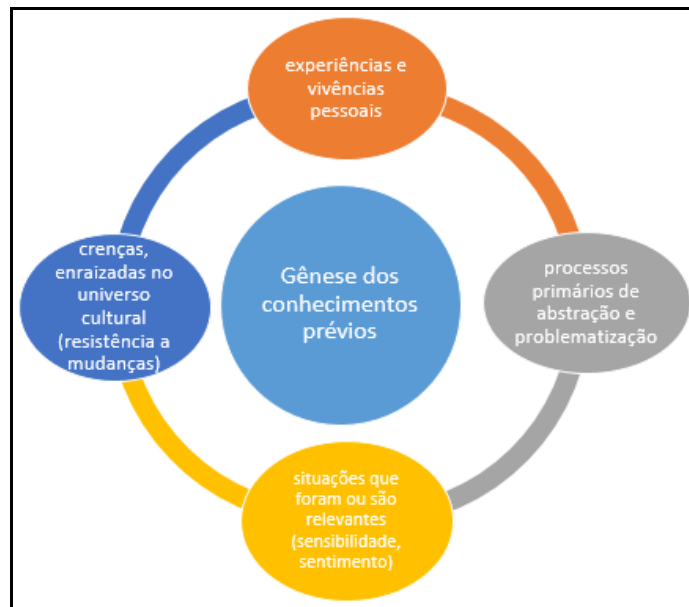 experiências e
vivências
pessoais
crenças,
enraizadas no
universo
cultural
(resistência a
mudanças)
Gênese dos
conhecimentos
prévios
processos
primários de
abstração e
problematização
situações que
foram ou são
relevantes
(sensibilidade,
sentimento)